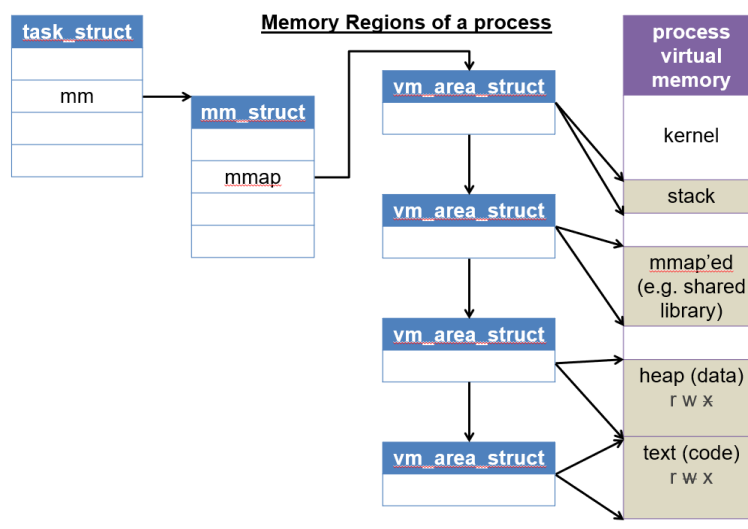 Memory Regions of a process
task_struct
mm
mm_struct
mmap
vm_area_struct
vm_area_struct
vm_area_struct
vm_area_struct
process
virtual
memory
kernel
stack
mmap’ed
(e.g. shared
library)
heap (data)
r w x
text (code)
r w x